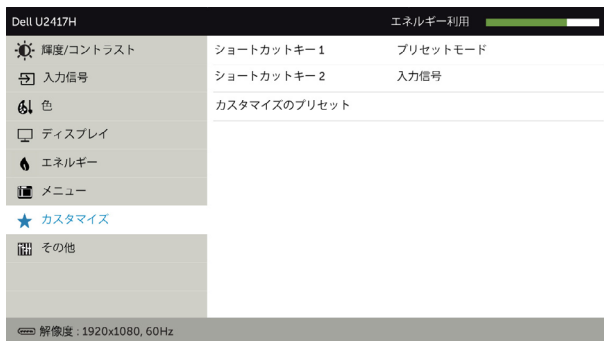 Dell U2417H エネルギー利用
輝度/コントラスト ショートカットキー 1 プリセットモード
入力信号 ショートカットキー 2 入力信号
色 カスタマイズのプリセット
ディスプレイ
エネルギー
メニュー
カスタマイズ
その他
解像度 : 1920x1080, 60Hz